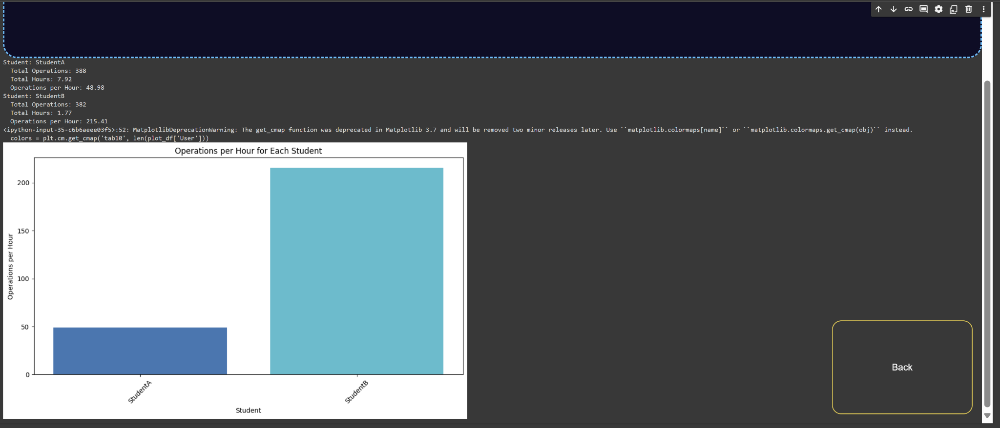 Student: StudentA
  Total Operations: 388
  Total Hours: 7.92
  Operations per Hour: 48.98
Student: StudentB
  Total Operations: 382
  Total Hours: 1.77
  Operations per Hour: 215.41
<ipython-input-35-c6b6aeee03f5>:52: MatplotlibDeprecationWarning: The get_cmap function was deprecated in Matplotlib 3.7 and will be removed two minor releases later. Use ``matplotlib.colormaps[name]`` or ``matplotlib.colormaps.get_cmap(obj)`` instead.
  colors = plt.cm.get_cmap('tab10', len(plot_df['User']))
Operations per Hour for Each Student
Operations per Hour
200
150
100
50
0
StudentA
StudentB
Student
Back